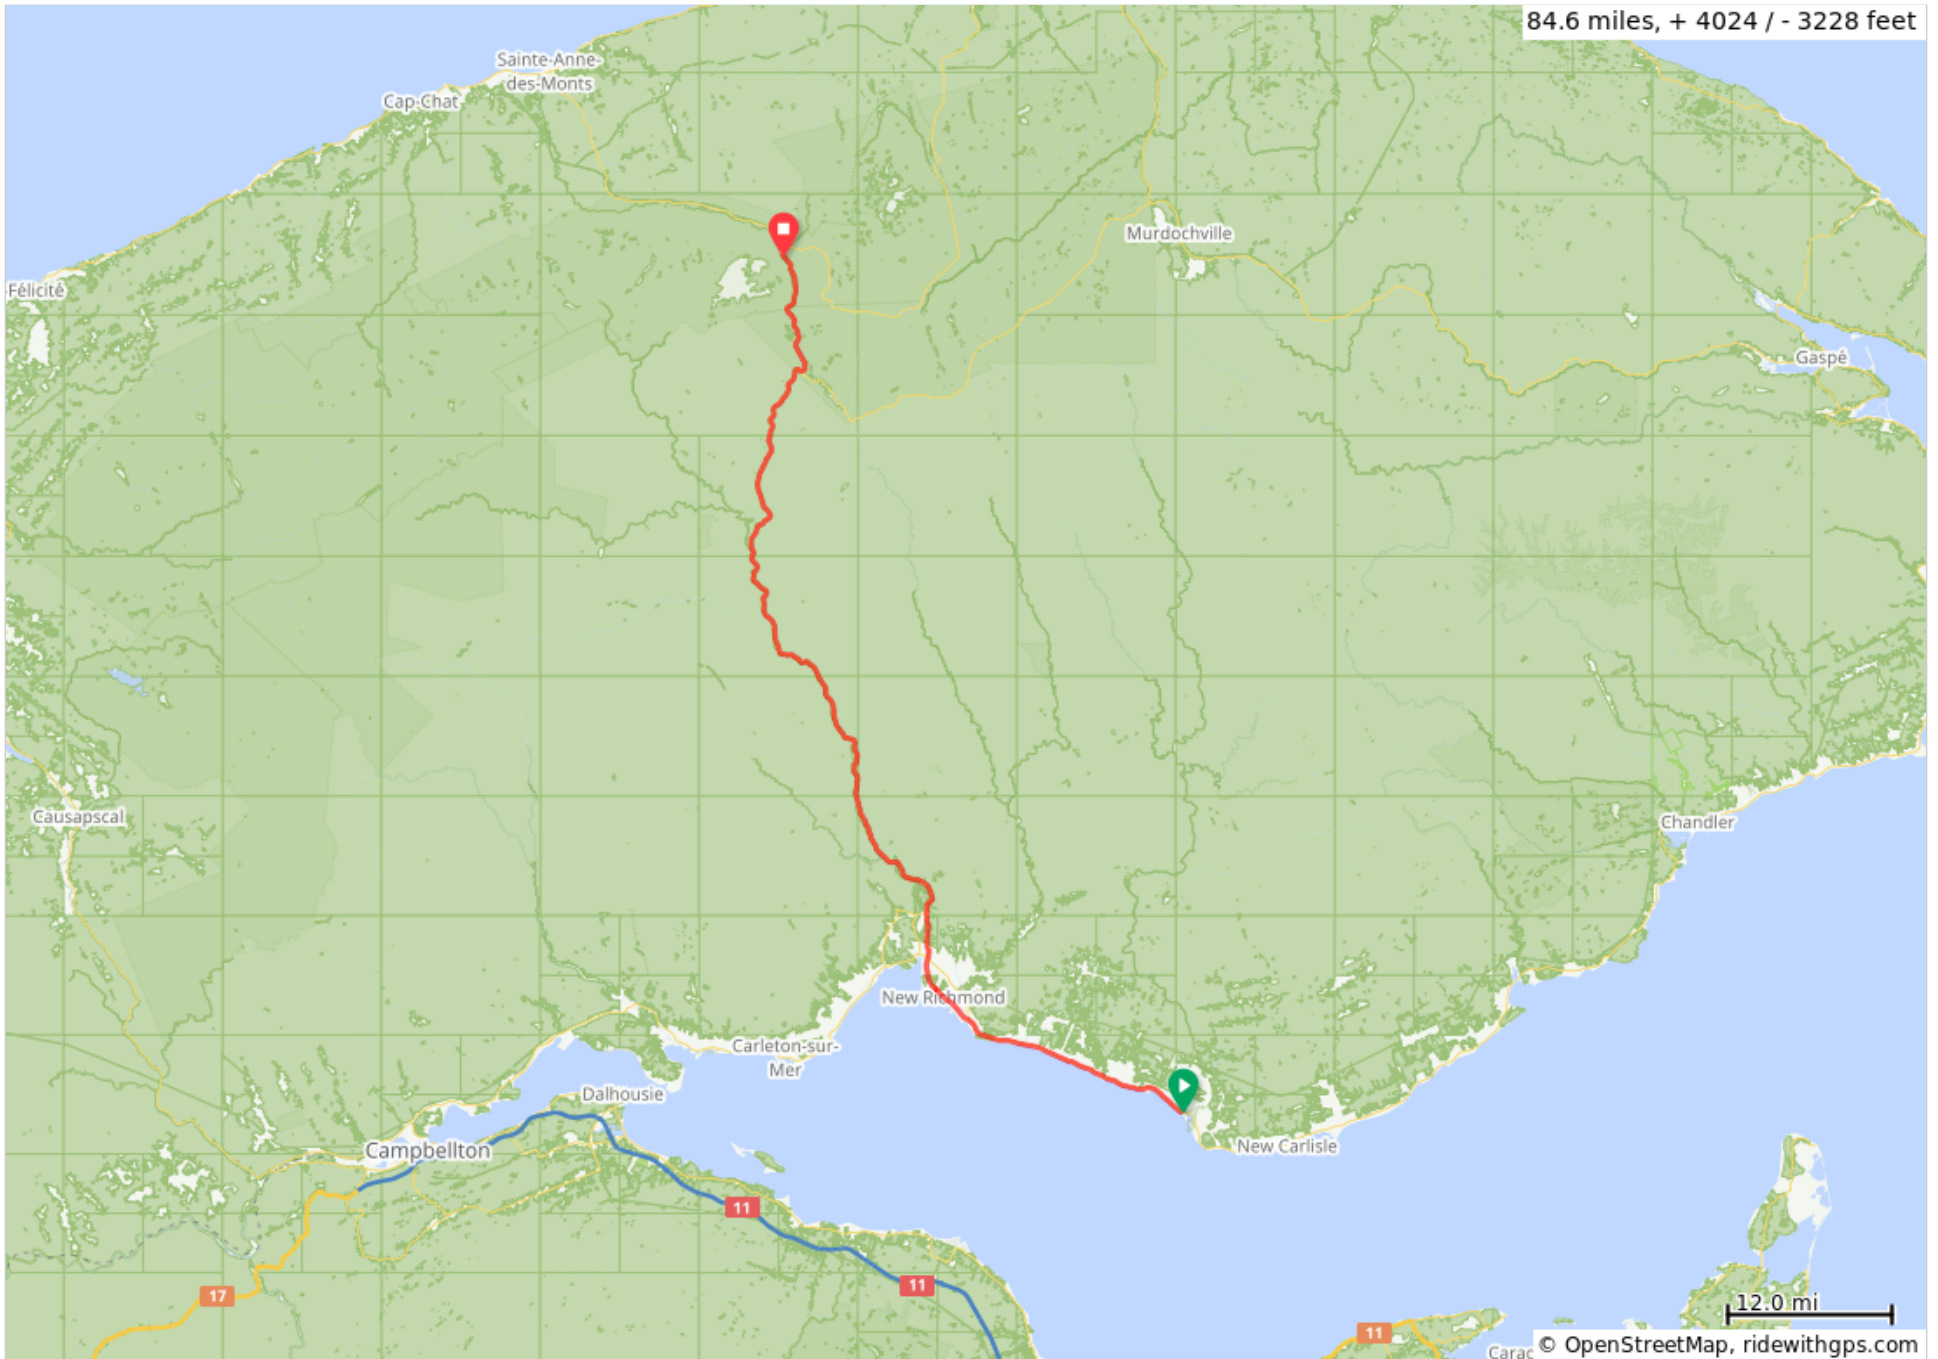 84.6 miles, + 4024 / - 3228 feet
Sainte-Anne-
des-Monts
Cap-Chat
Murdochville
-Félicité
Gaspé
Causapscal
Chandler
New Richmond
Carleton-sur-
Mer
Dalhousie
New Carlisle
Campbellton
11
11
17
12.0 mi
11
© OpenStreetMap, ridewithgps.com
Carac